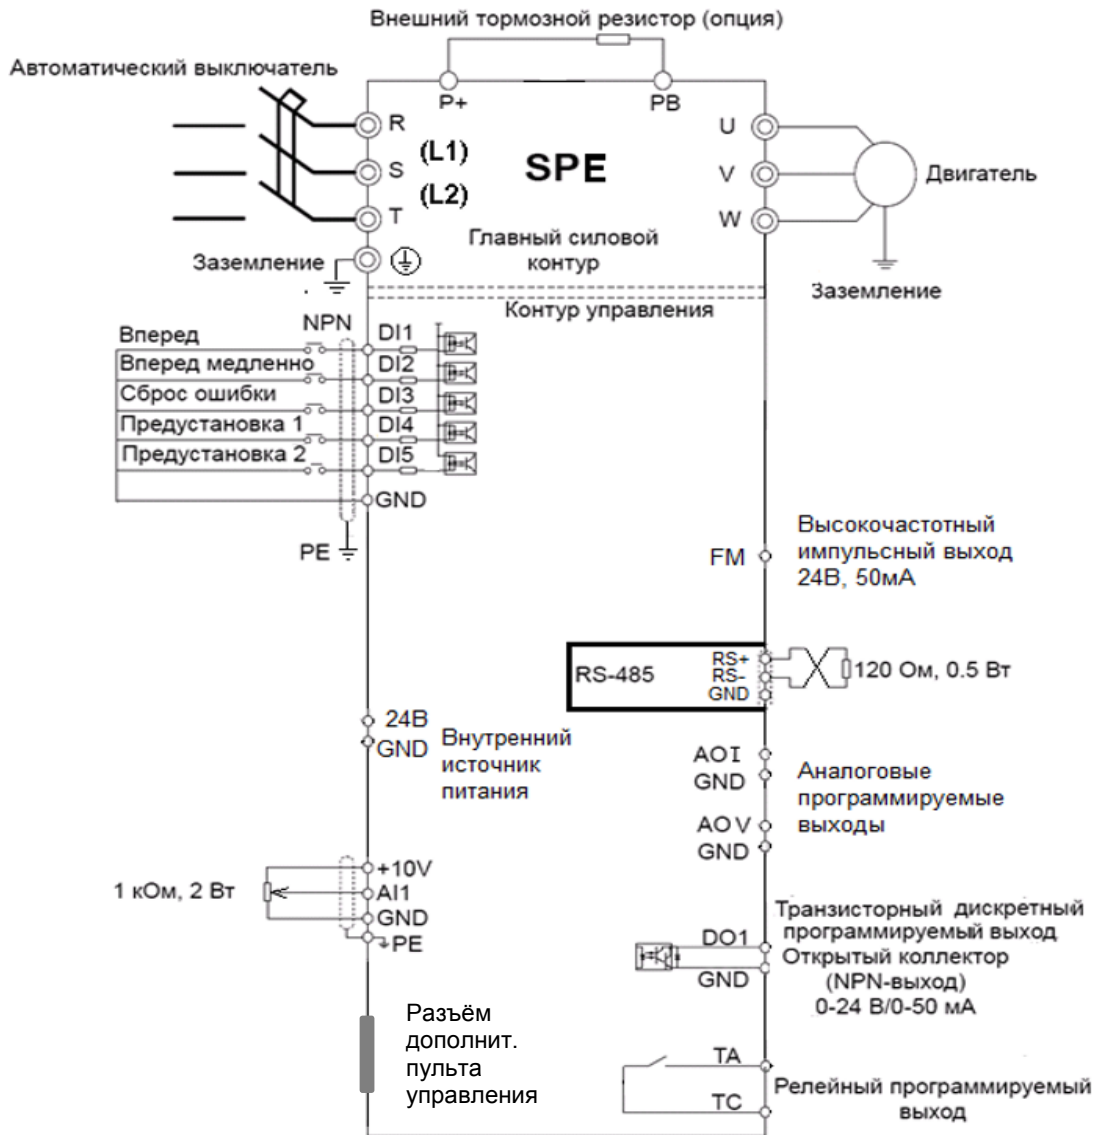 Внешний тормозной резистор (опция)
Автоматический выключатель
P+
PB
R
S
T
(L1)
(L2)
SPE
U
V
W
Двигатель
Главный силовой
контур
Заземление
Заземление
Контур управления
NPN
Вперед
DI1
Вперед медленно
DI2
Сброс ошибки
DI3
Предустановка 1
DI4
Предустановка 2
DI5
GND
PE
FM
Высокочастотный
импульсный выход
24В, 50мА
RS-485
RS+
RS-
GND
120 Ом, 0.5 Вт
24В
GND
Внутренний
источник
питания
AOI
GND
AOV
GND
Аналоговые
программируемые
выходы
1 кОм, 2 Вт
+10V
AI1
GND
PE
DO1
GND
Транзисторный дискретный
программируемый выход
Открытый коллектор
(NPN-выход)
0-24 В/0-50 мА
Разъём
дополнит.
пульта
управления
TA
TC
Релейный программируемый
выход